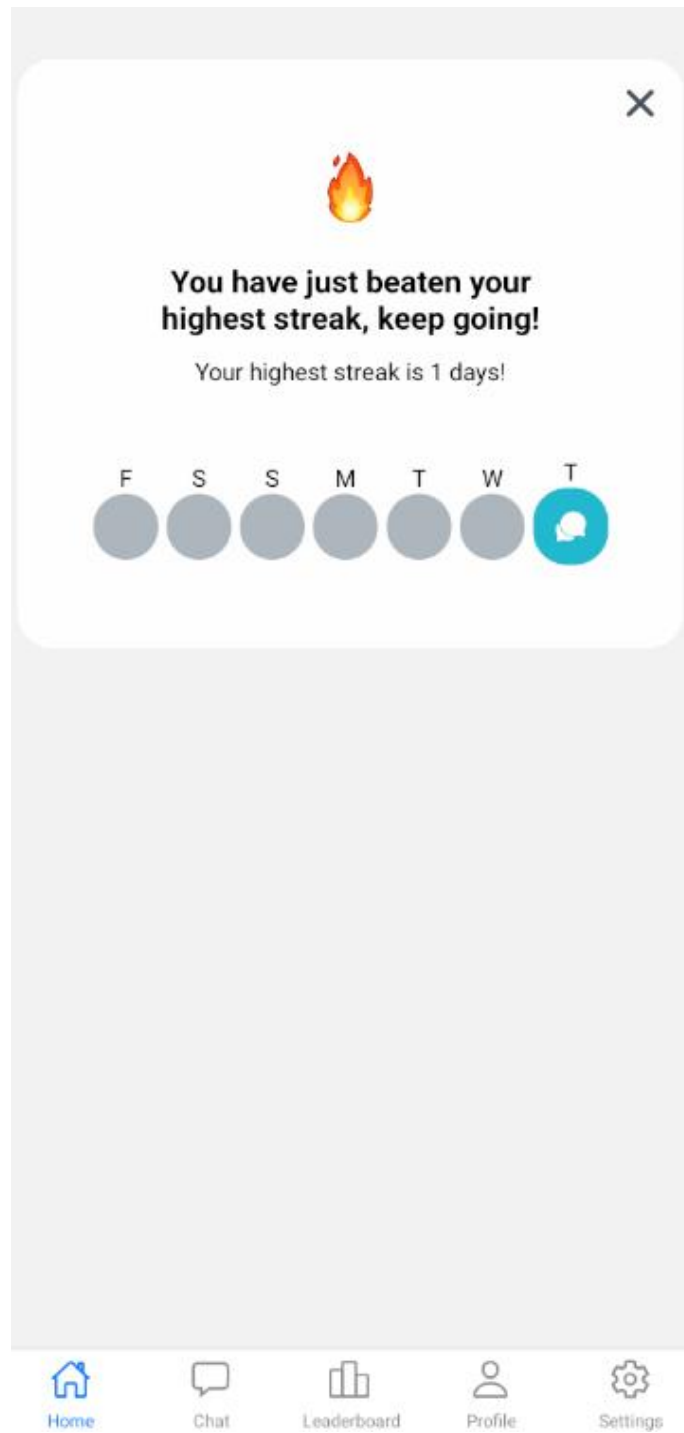 You have just beaten your
highest streak, keep going!
Your highest streak is 1 days!
F S S M T W T
Home Chat Leaderboard Profile Settings